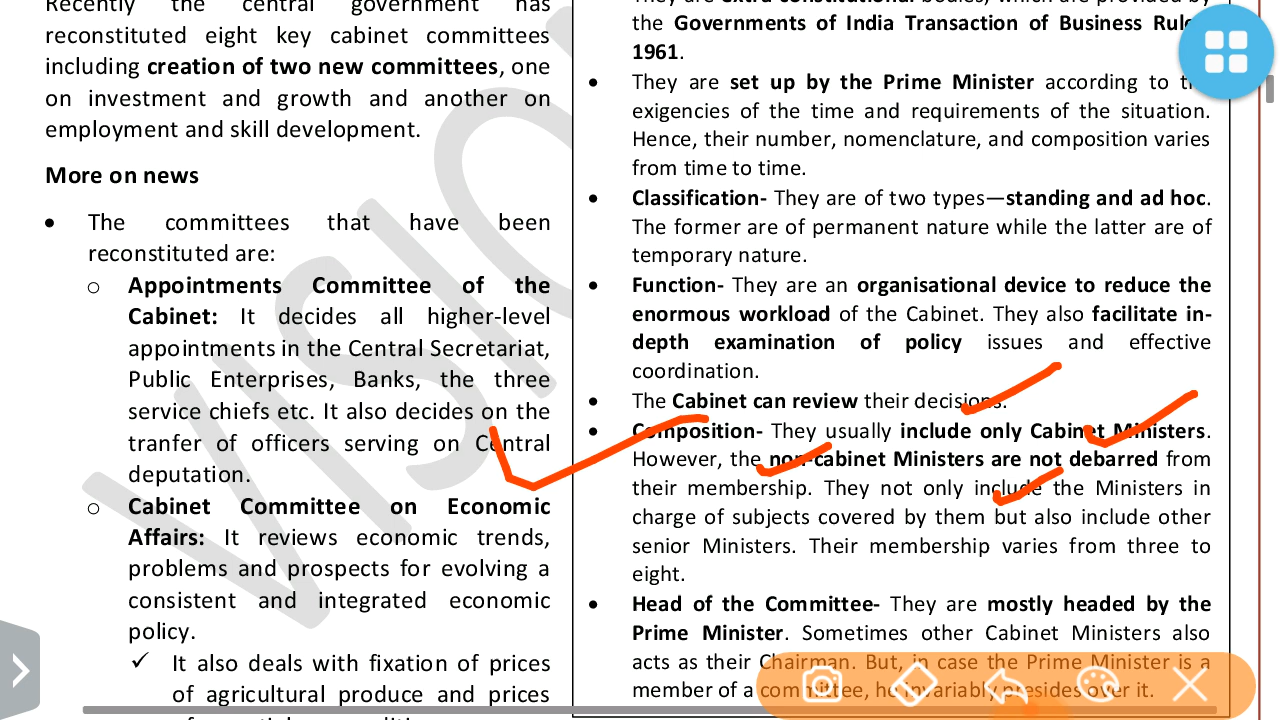 Recently the central government has
reconstituted eight key cabinet committees
including creation of two new committees, one
on investment and growth and another on
employment and skill development.
More on news
• The committees that have been
reconstituted are:
o Appointments Committee of the
Cabinet: It decides all higher-level
appointments in the Central Secretariat,
Public Enterprises, Banks, the three
service chiefs etc. It also decides on the
tranfer of officers serving on Central
deputation.
o Cabinet Committee on Economic
Affairs: It reviews economic trends,
problems and prospects for evolving a
consistent and integrated economic
policy.
✓ It also deals with fixation of prices
of agricultural produce and prices
They are extra constitutional bodies, which are provided by
the Governments of India Transaction of Business Rules
1961.
• They are set up by the Prime Minister according to the
exigencies of the time and requirements of the situation.
Hence, their number, nomenclature, and composition varies
from time to time.
• Classification- They are of two types—standing and ad hoc.
The former are of permanent nature while the latter are of
temporary nature.
• Function- They are an organisational device to reduce the
enormous workload of the Cabinet. They also facilitate in-
depth examination of policy issues and effective
coordination.
• The Cabinet can review their decisions.
• Composition- They usually include only Cabinet Ministers.
However, the non-cabinet Ministers are not debarred from
their membership. They not only include the Ministers in
charge of subjects covered by them but also include other
senior Ministers. Their membership varies from three to
eight.
• Head of the Committee- They are mostly headed by the
Prime Minister. Sometimes other Cabinet Ministers also
acts as their Chairman. But, in case the Prime Minister is a
member of a committee, he invariably presides over it.